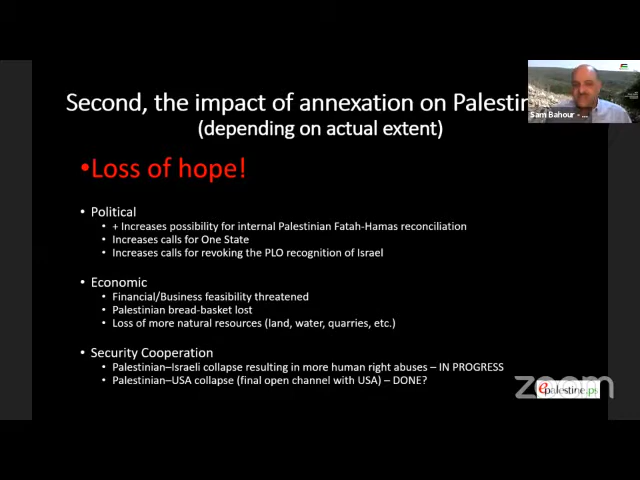 Second, the impact of annexation on Palestin
(depending on actual extent)
•Loss of hope!
• Political
• + Increases possibility for internal Palestinian Fatah-Hamas reconciliation
• Increases calls for One State
• Increases calls for revoking the PLO recognition of Israel
• Economic
• Financial/Business feasibility threatened
• Palestinian bread-basket lost
• Loss of more natural resources (land, water, quarries, etc.)
• Security Cooperation
• Palestinian–Israeli collapse resulting in more human right abuses – IN PROGRESS
• Palestinian–USA collapse (final open channel with USA) – DONE?
Sam Bahour - ...
zoom
epalestine.ps